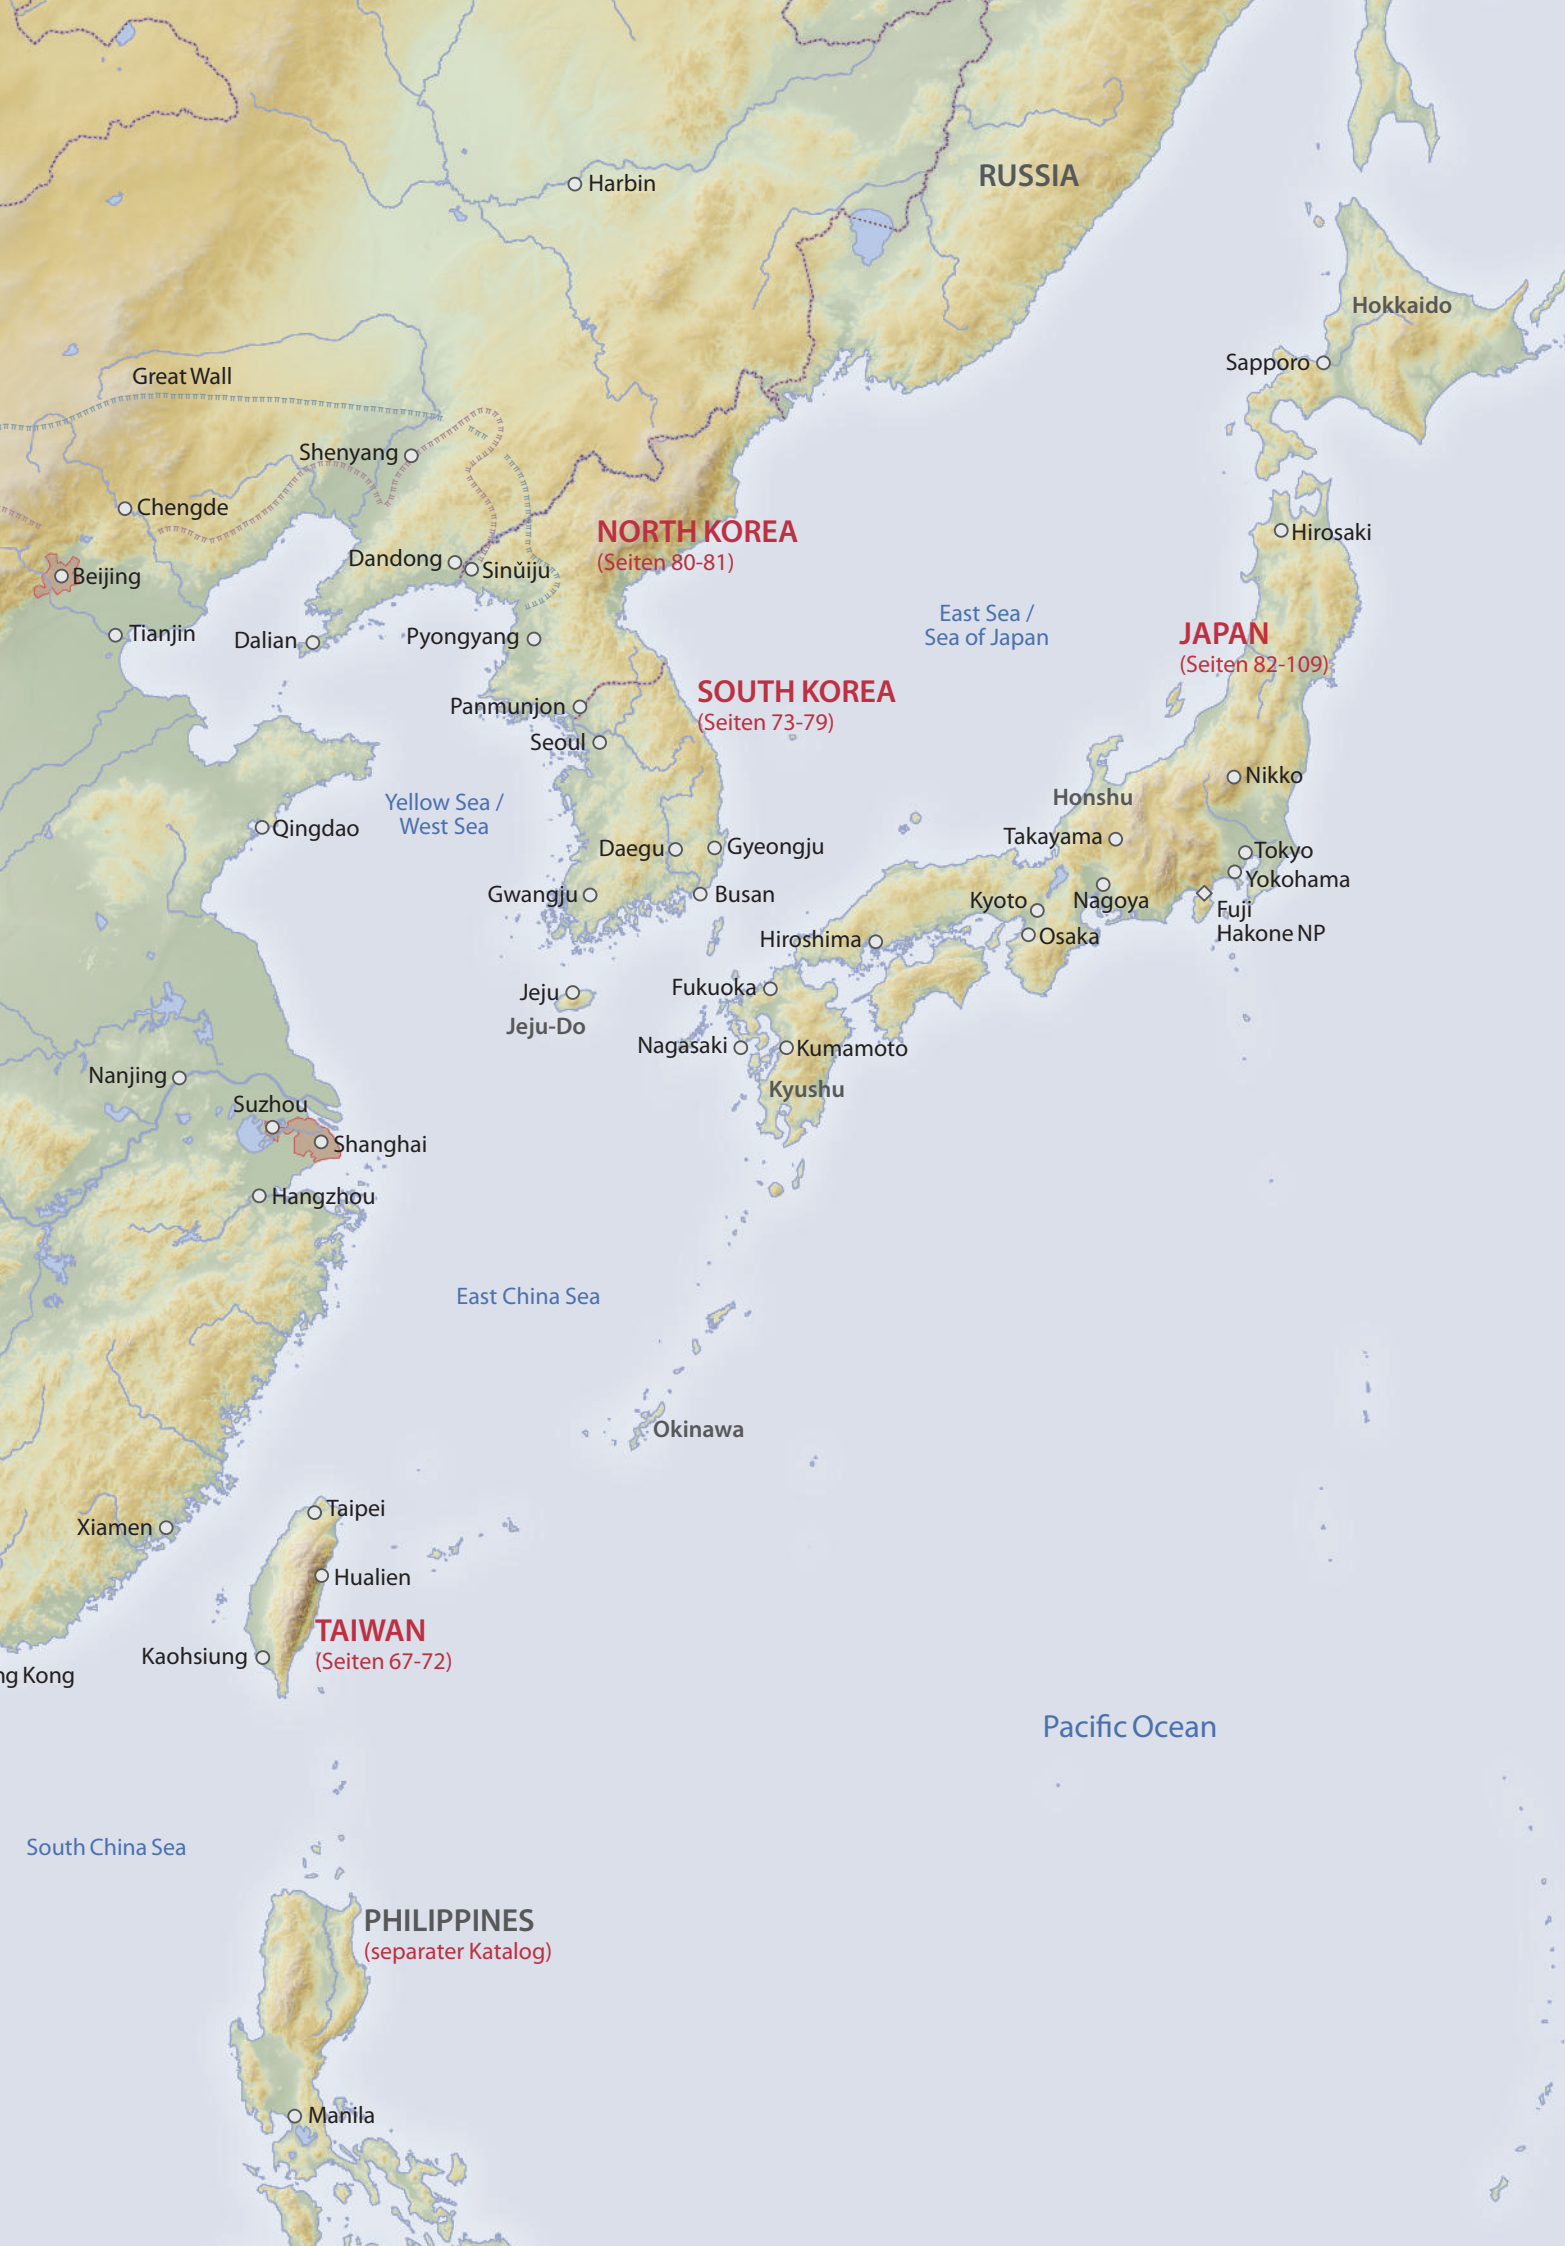 RUSSIA
Harbin
Hokkaido
Sapporo
Great Wall
Shenyang
Chengde
NORTH KOREA
(Seiten 80-81)
Hirosaki
Dandong
Sinŭiju
Beijing
East Sea /
Sea of Japan
Tianjin
Dalian
Pyongyang
JAPAN
(Seiten 82-109)
SOUTH KOREA
(Seiten 73-79)
Panmunjon
Seoul
Nikko
Honshu
Yellow Sea /
West Sea
Qingdao
Takayama
Daegu
Gyeongju
Tokyo
Yokohama
Gwangju
Busan
Kyoto
Nagoya
Fuji
Hakone NP
Hiroshima
Osaka
Jeju
Jeju-Do
Fukuoka
Nagasaki
Kumamoto
Kyushu
Nanjing
Suzhou
Shanghai
Hangzhou
East China Sea
Okinawa
Taipei
Xiamen
Hualien
TAIWAN
(Seiten 67-72)
Kaohsiung
ng Kong
Pacific Ocean
South China Sea
PHILIPPINES
(separater Katalog)
Manila